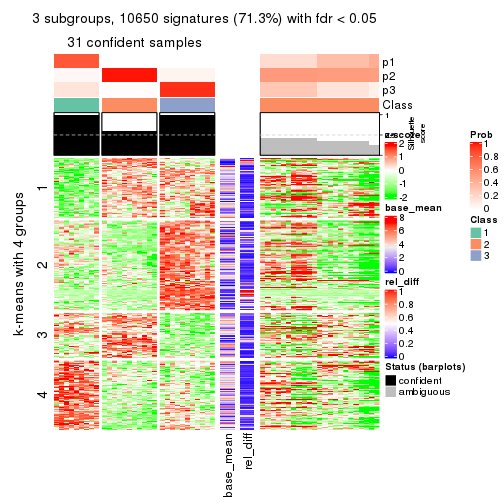 3 subgroups, 10650 signatures (71.3%) with fdr < 0.05
31 confident samples
p1
p2
p3
Class
1
Silhouette
score
z-score
2
1
0
-1
-2
base_mean
8
6
4
2
0
rel_diff
1
0.8
0.6
0.4
0.2
0
Status (barplots)
confident
ambiguous
Prob
1
0.8
0.6
0.4
0.2
0
Class
1
2
3
k-means with 4 groups
1
2
3
4
base_mean
rel_diff